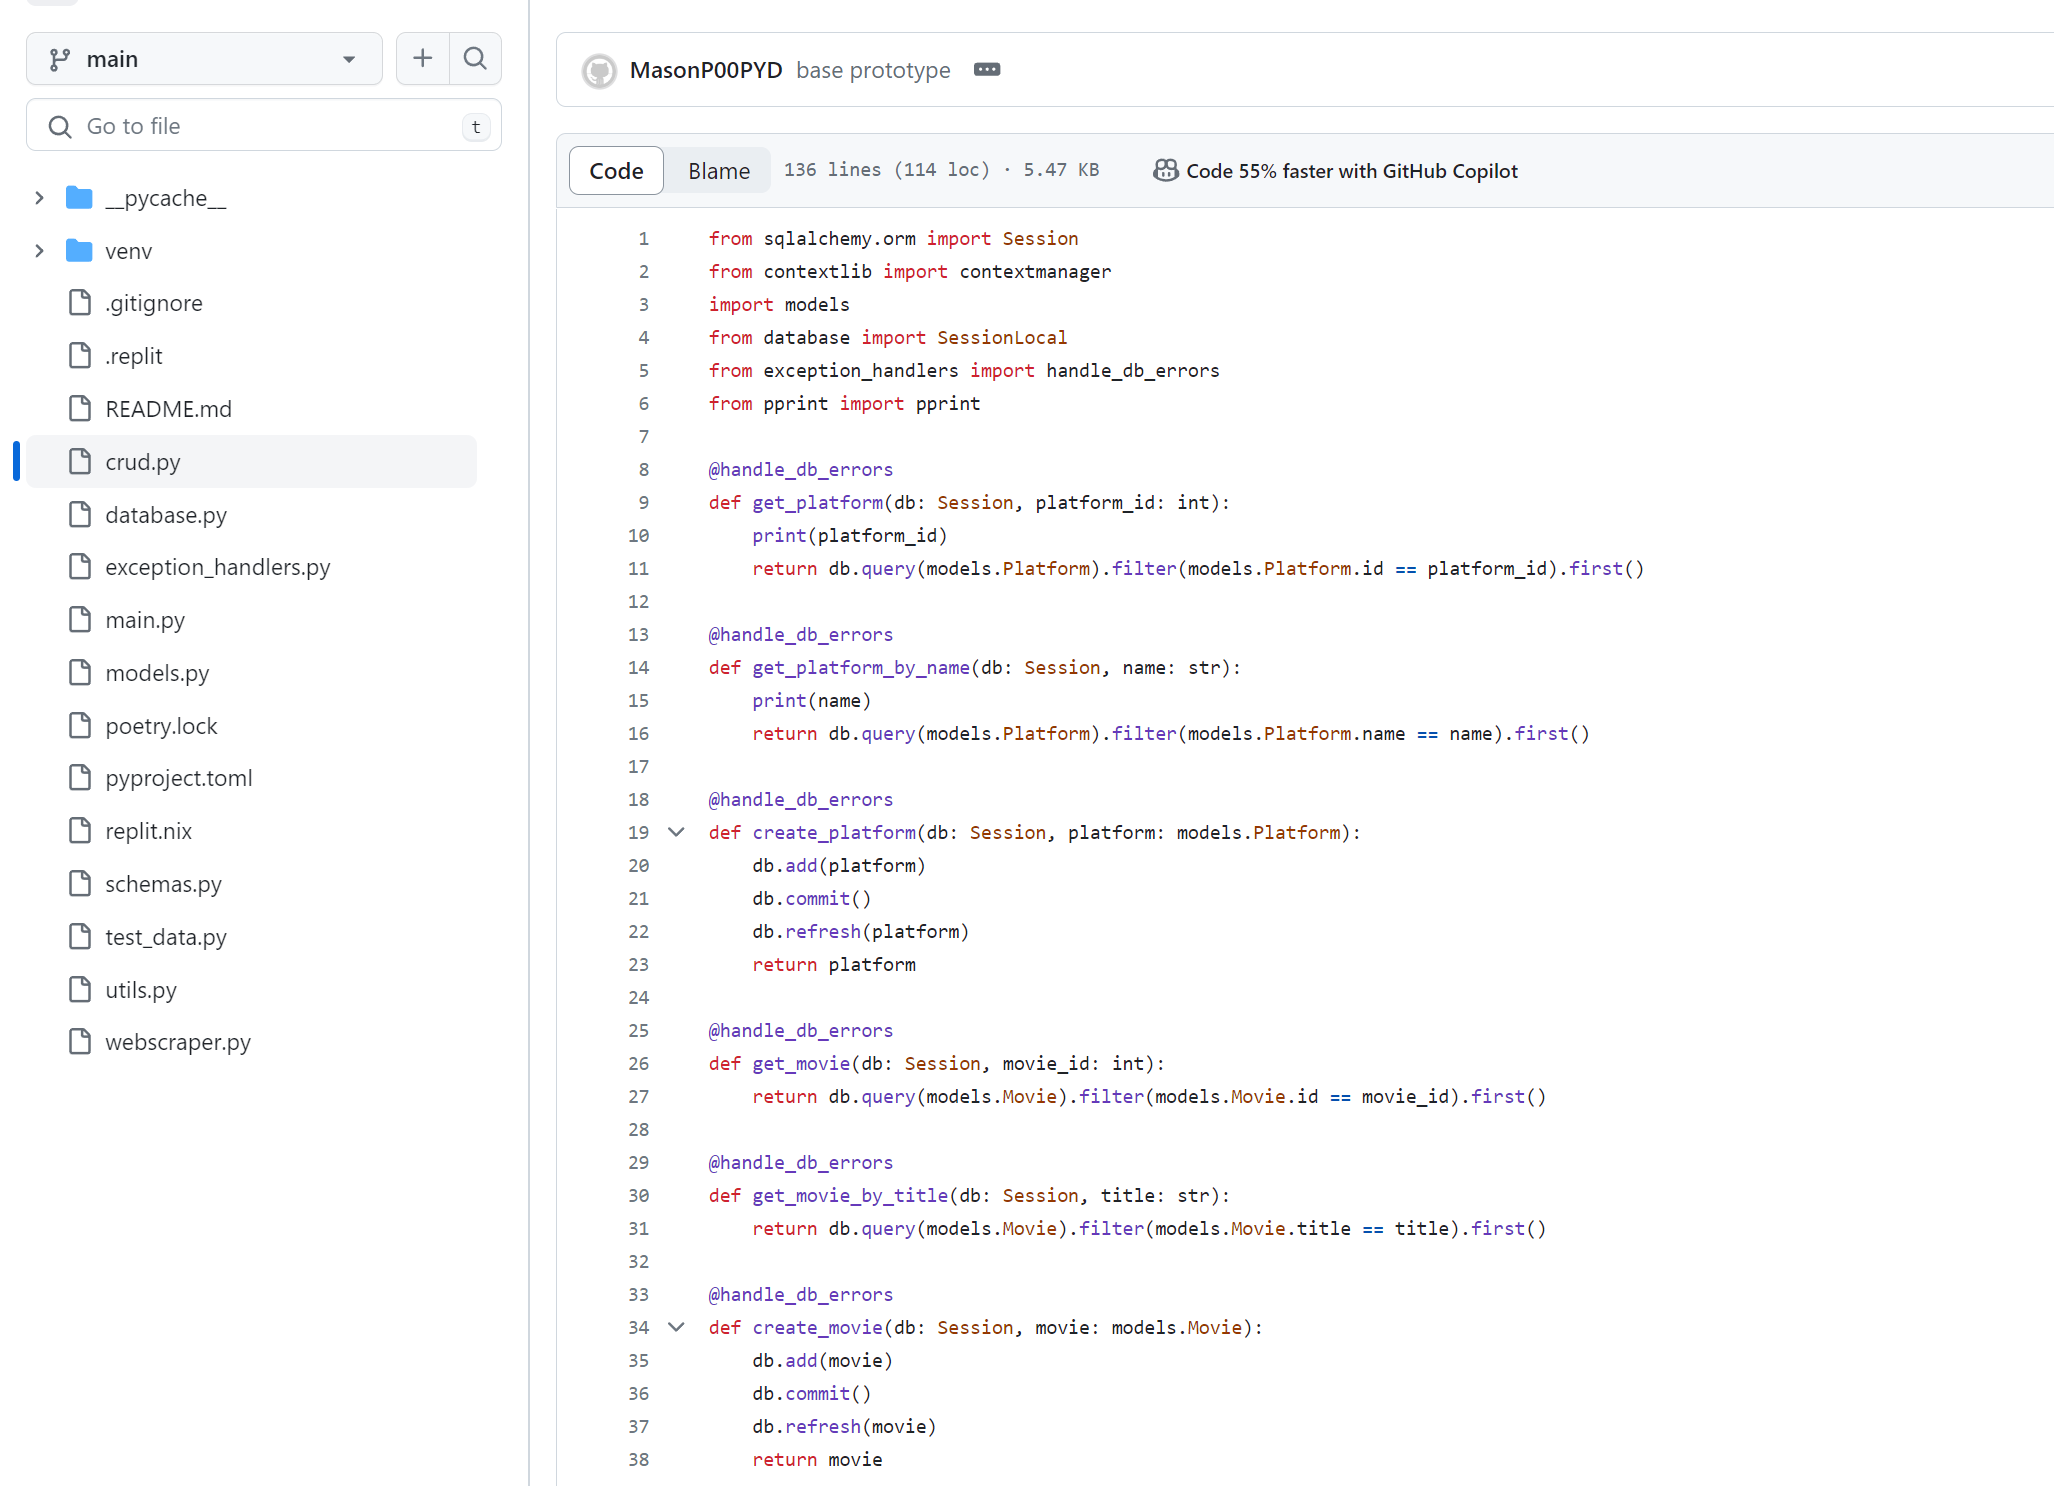 main
Go to file
t
__pycache__
venv
.gitignore
.replit
README.md
crud.py
database.py
exception_handlers.py
main.py
models.py
poetry.lock
pyproject.toml
replit.nix
schemas.py
test_data.py
utils.py
webscraper.py
MasonP00PYD base prototype
Code Blame 136 lines (114 loc) · 5.47 KB Code 55% faster with GitHub Copilot
1 from sqlalchemy.orm import Session
2 from contextlib import contextmanager
3 import models
4 from database import SessionLocal
5 from exception_handlers import handle_db_errors
6 from pprint import pprint
7
8 @handle_db_errors
9 def get_platform(db: Session, platform_id: int):
10     print(platform_id)
11     return db.query(models.Platform).filter(models.Platform.id == platform_id).first()
12
13 @handle_db_errors
14 def get_platform_by_name(db: Session, name: str):
15     print(name)
16     return db.query(models.Platform).filter(models.Platform.name == name).first()
17
18 @handle_db_errors
19 def create_platform(db: Session, platform: models.Platform):
20     db.add(platform)
21     db.commit()
22     db.refresh(platform)
23     return platform
24
25 @handle_db_errors
26 def get_movie(db: Session, movie_id: int):
27     return db.query(models.Movie).filter(models.Movie.id == movie_id).first()
28
29 @handle_db_errors
30 def get_movie_by_title(db: Session, title: str):
31     return db.query(models.Movie).filter(models.Movie.title == title).first()
32
33 @handle_db_errors
34 def create_movie(db: Session, movie: models.Movie):
35     db.add(movie)
36     db.commit()
37     db.refresh(movie)
38     return movie